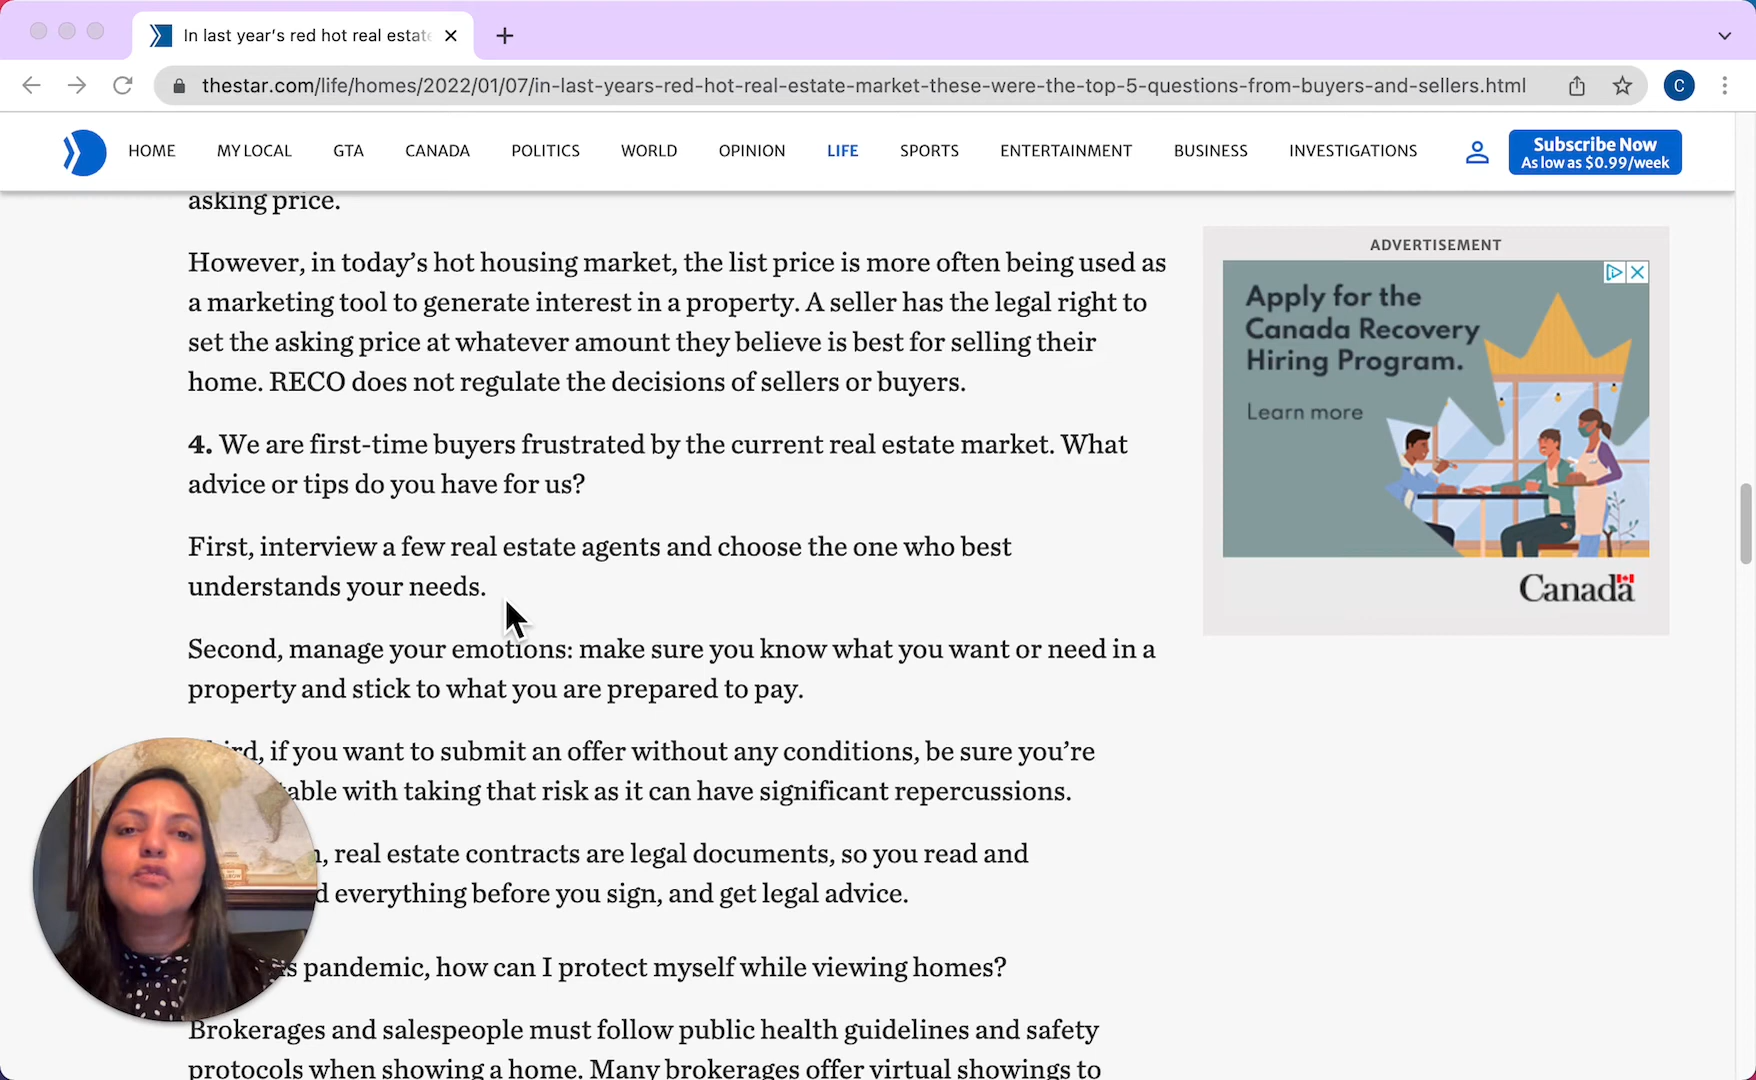 In last year's red hot real estate
thestar.com/life/homes/2022/01/07/in-last-years-red-hot-real-estate-market-these-were-the-top-5-questions-from-buyers-and-sellers.html
C
HOME MY LOCAL GTA CANADA POLITICS WORLD OPINION LIFE SPORTS ENTERTAINMENT BUSINESS INVESTIGATIONS
Subscribe Now
As low as $0.99/week
asking price.
However, in today's hot housing market, the list price is more often being used as
a marketing tool to generate interest in a property. A seller has the legal right to
set the asking price at whatever amount they believe is best for selling their
home. RECO does not regulate the decisions of sellers or buyers.
4. We are first-time buyers frustrated by the current real estate market. What
advice or tips do you have for us?
First, interview a few real estate agents and choose the one who best
understands your needs.
Second, manage your emotions: make sure you know what you want or need in a
property and stick to what you are prepared to pay.
if you want to submit an offer without any conditions, be sure you're
with taking that risk as it can have significant repercussions.
real estate contracts are legal documents, so you read and
everything before you sign, and get legal advice.
pandemic, how can I protect myself while viewing homes?
Brokerages and salespeople must follow public health guidelines and safety
protocols when showing a home. Many brokerages offer virtual showings to
ADVERTISEMENT
Apply for the
Canada Recovery
Hiring Program.
Learn more
Canada